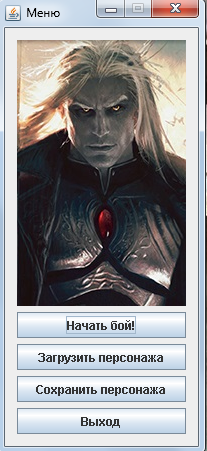 Меню
Начать бой!
Загрузить персонажа
Сохранить персонажа
Выход